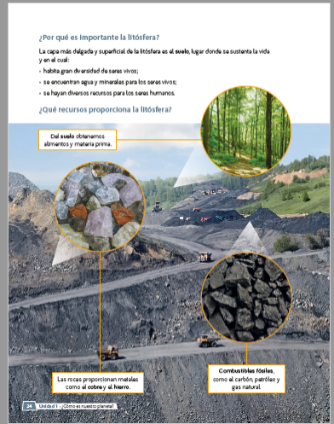 ¿Por qué es importante la litósfera?
La capa más delgada y superficial de la litósfera es el suelo, lugar donde se sustenta la vida
y en el cual:
• habita gran diversidad de seres vivos;
• se encuentran agua y minerales para los seres vivos;
• se hayan diversos recursos para los seres humanos.
¿Qué recursos proporciona la litósfera?
Del suelo obtenemos
alimentos y materia prima.
Las rocas proporcionan metales
como el cobre y el hierro.
Combustibles fósiles,
como el carbón, petróleo y
gas natural.
24 Unidad 1 ¿Cómo es nuestro planeta?